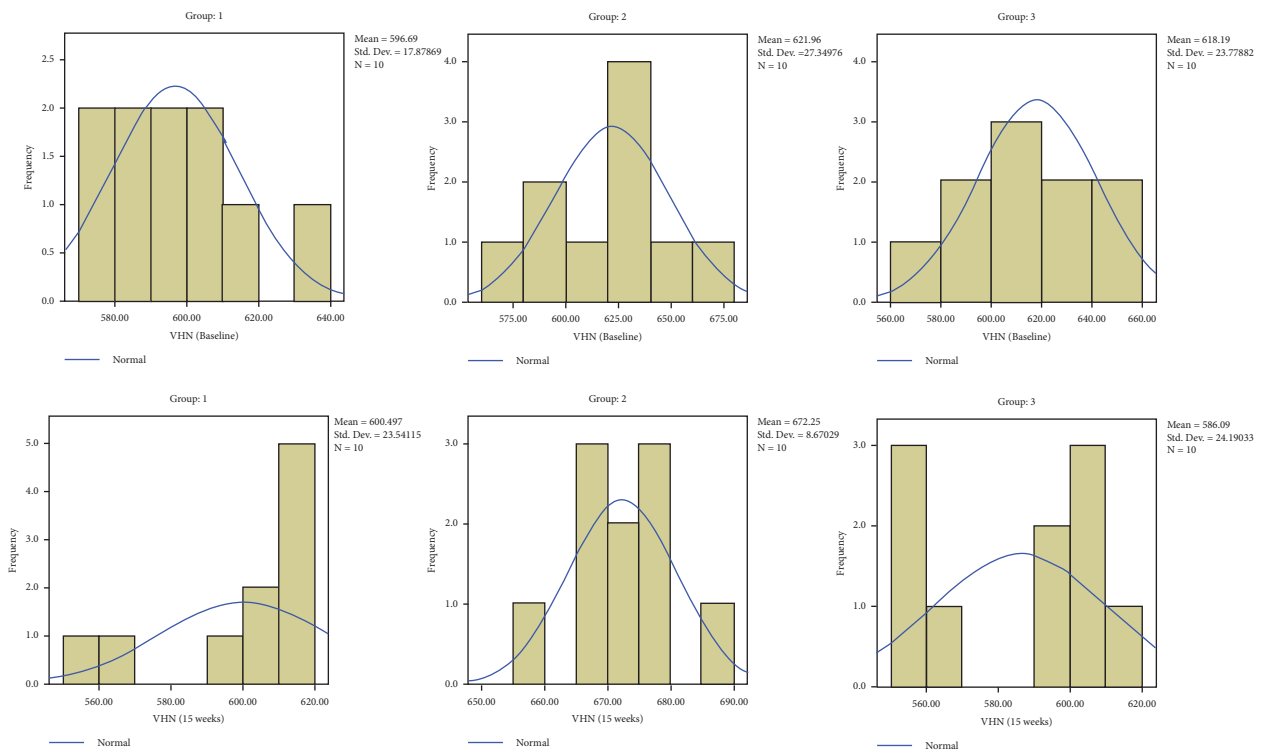 Group: 1
Mean = 596.69
Std. Dev. = 17.87869
N = 10
2.5
2.0
1.5
1.0
0.5
0.0
Frequency
580.00 600.00 620.00 640.00
VHN (Baseline)
Normal
Group: 2
Mean = 621.96
Std. Dev. =27.34976
N = 10
4.0
3.0
2.0
1.0
0.0
Frequency
575.00 600.00 625.00 650.00 675.00
VHN (Baseline)
Normal
Group: 3
Mean = 618.19
Std. Dev. = 23.77882
N = 10
4.0
3.0
2.0
1.0
0.0
Frequency
560.00 580.00 600.00 620.00 640.00 660.00
VHN (Baseline)
Normal
Group: 1
Mean = 600.497
Std. Dev. = 23.54115
N = 10
5.0
4.0
3.0
2.0
1.0
0.0
Frequency
560.00 580.00 600.00 620.00
VHN (15 weeks)
Normal
Group: 2
Mean = 672.25
Std. Dev. = 8.67029
N = 10
3.0
2.0
1.0
0.0
Frequency
650.00 660.00 670.00 680.00 690.00
VHN (15 weeks)
Normal
Group: 3
Mean = 586.09
Std. Dev. = 24.19033
N = 10
3.0
2.0
1.0
0.0
Frequency
560.00 580.00 600.00 620.00
VHN (15 weeks)
Normal